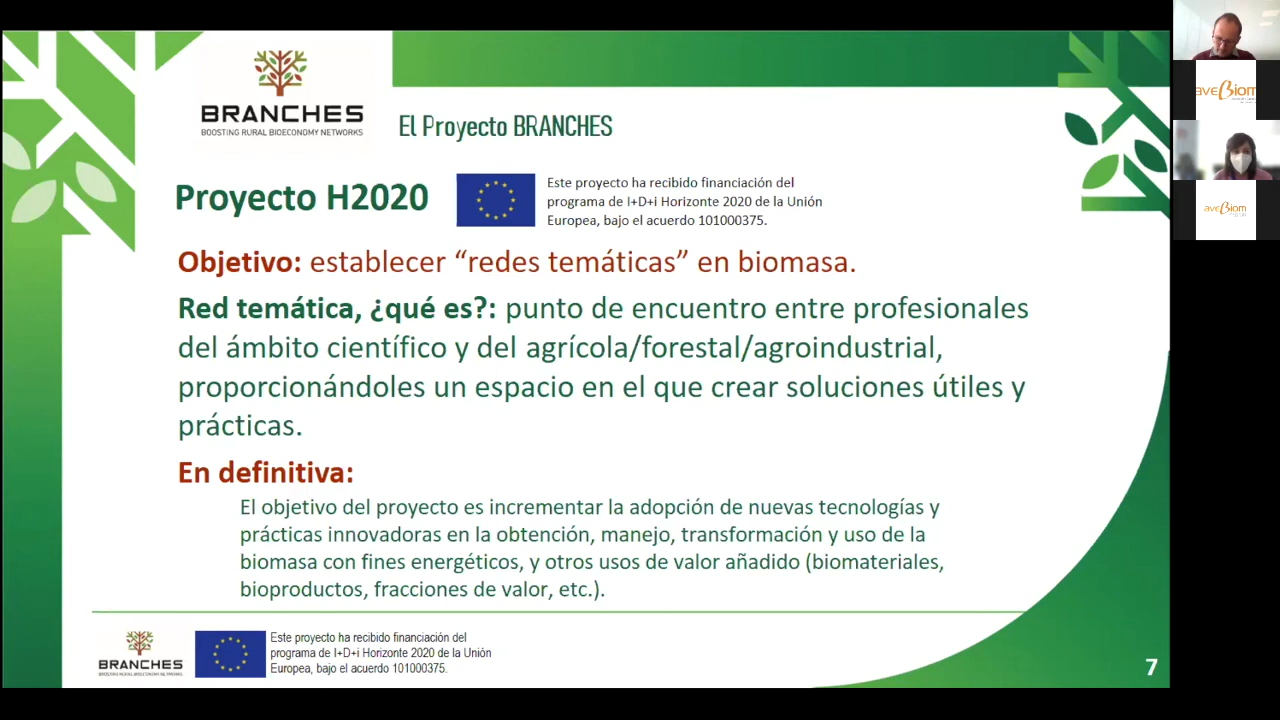 BRANCHES
BOOSTING RURAL BIOECONOMY NETWORKS
El Proyecto BRANCHES
Proyecto H2020
Este proyecto ha recibido financiación del
programa de I+D+i Horizonte 2020 de la Unión
Europea, bajo el acuerdo 101000375.
Objetivo: establecer “redes temáticas” en biomasa.
Red temática, ¿qué es?: punto de encuentro entre profesionales
del ámbito científico y del agrícola/forestal/agroindustrial,
proporcionándoles un espacio en el que crear soluciones útiles y
prácticas.
En definitiva:
El objetivo del proyecto es incrementar la adopción de nuevas tecnologías y
prácticas innovadoras en la obtención, manejo, transformación y uso de la
biomasa con fines energéticos, y otros usos de valor añadido (biomateriales,
bioproductos, fracciones de valor, etc.).
BRANCHES
BOOSTING RURAL BIOECONOMY NETWORKS
Este proyecto ha recibido financiación del
programa de I+D+i Horizonte 2020 de la Unión
Europea, bajo el acuerdo 101000375.
7
aveBiom
aveBiom